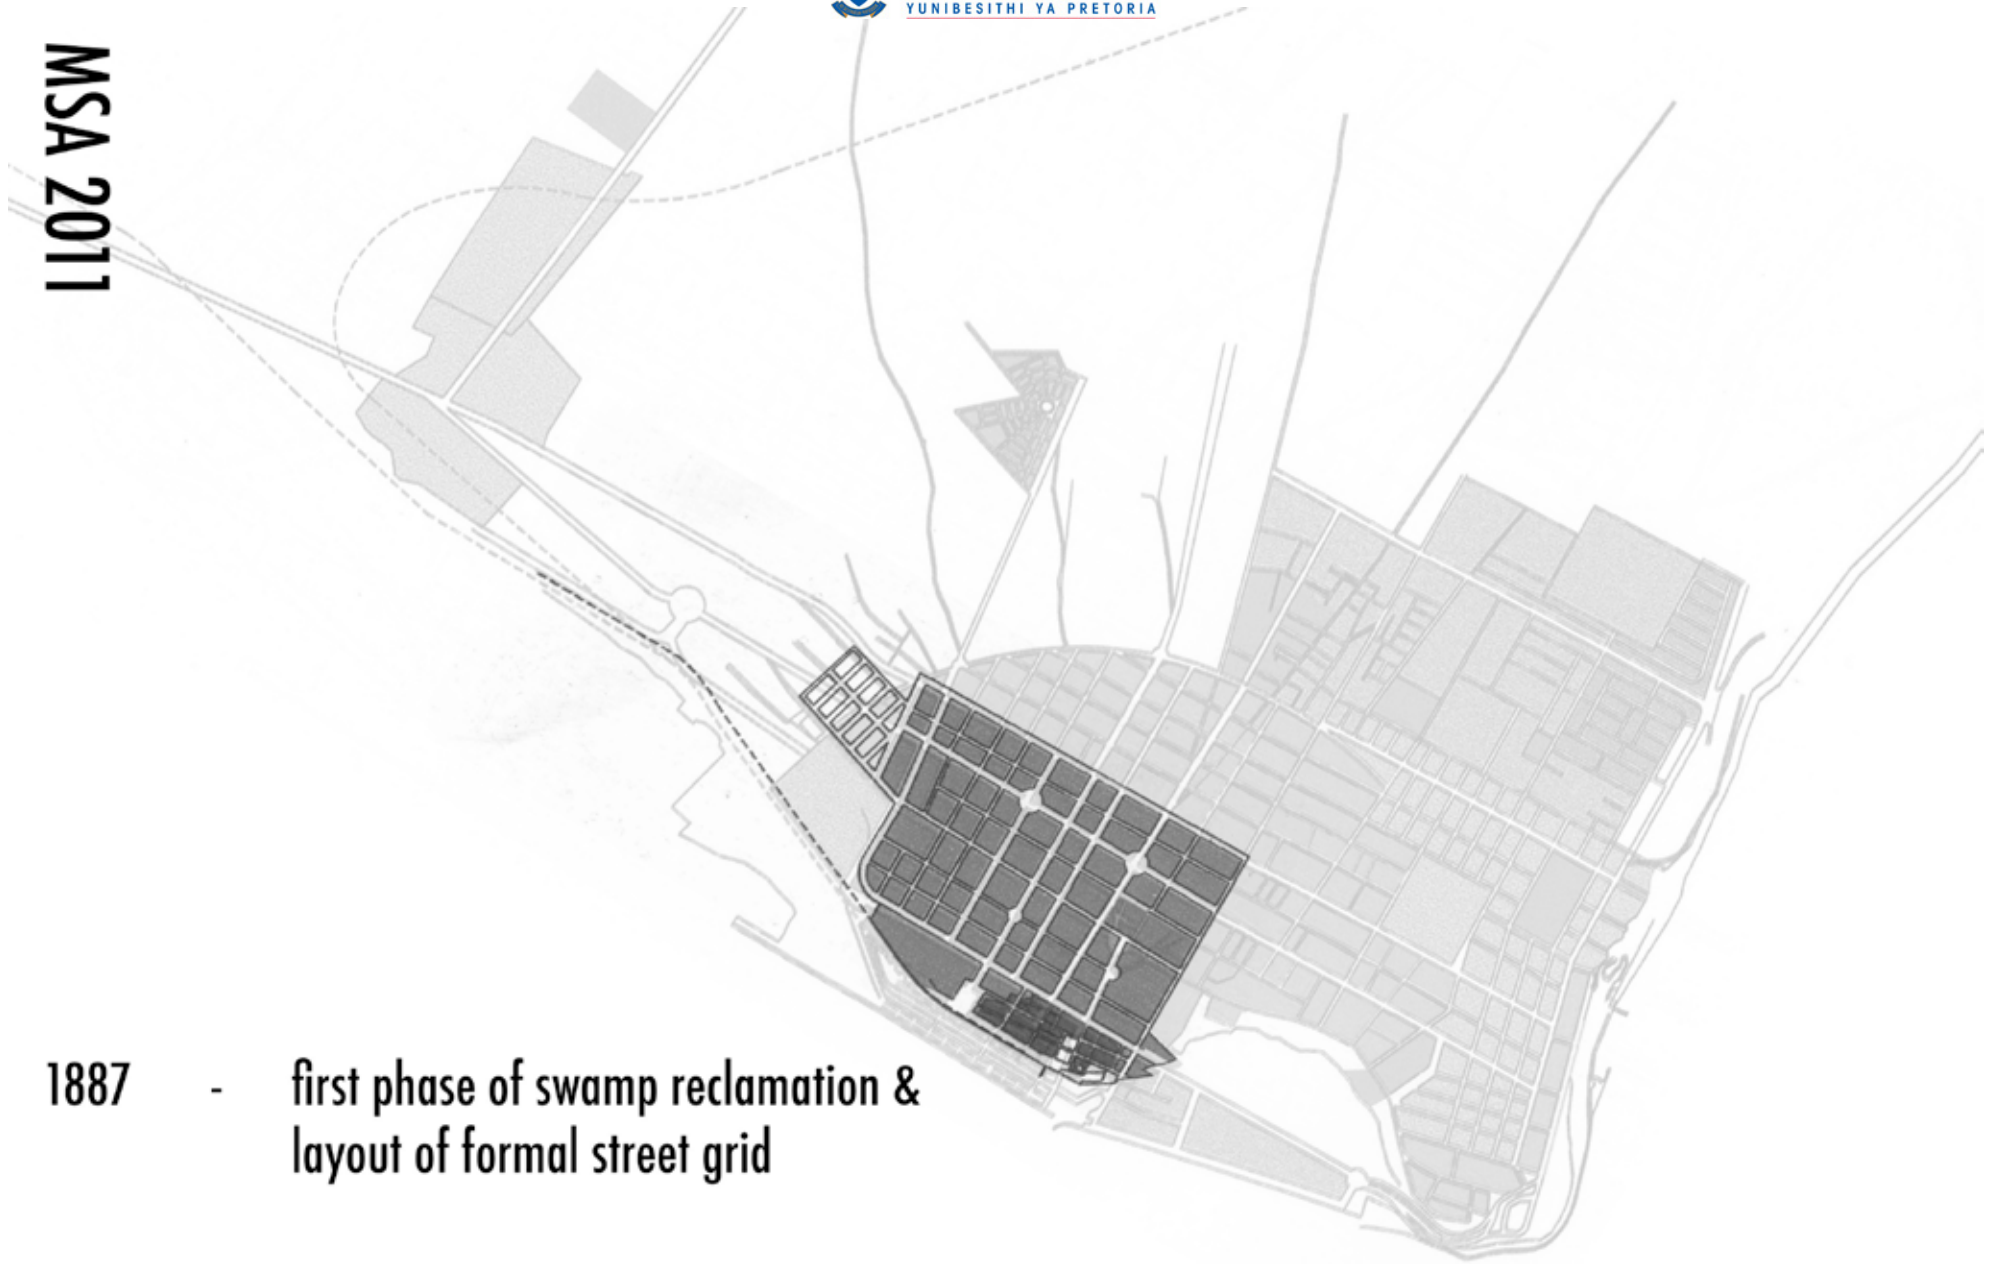 YUNIBESITHI YA PRETORIA
MSA 2011
1887 - first phase of swamp reclamation &
layout of formal street grid